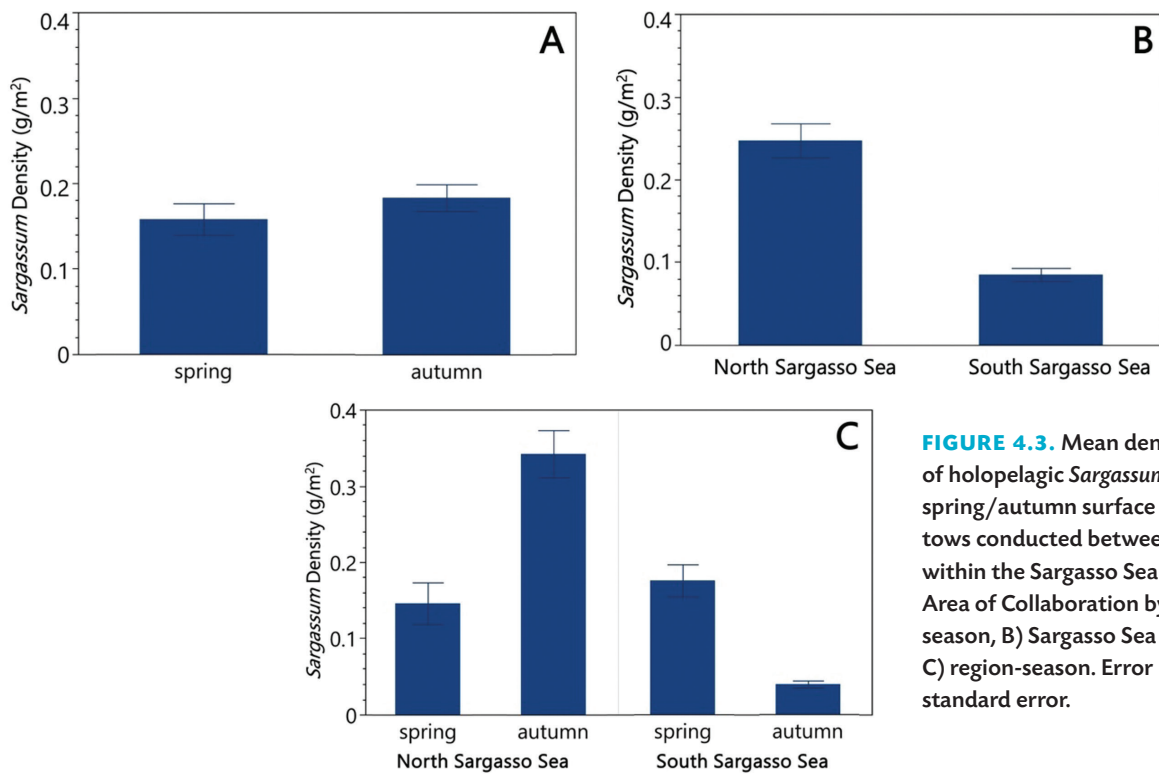 A
Sargassum Density (g/m²)
0.4
0.3
0.2
0.1
0
spring autumn
B
Sargassum Density (g/m²)
0.4
0.3
0.2
0.1
0
North Sargasso Sea South Sargasso Sea
C
Sargassum Density (g/m²)
0.4
0.3
0.2
0.1
0
spring autumn spring autumn
North Sargasso Sea South Sargasso Sea
FIGURE 4.3. Mean den
of holopelagic Sargassum
spring/autumn surface
tows conducted betwee
within the Sargasso Sea
Area of Collaboration by
season, B) Sargasso Sea
C) region-season. Error
standard error.